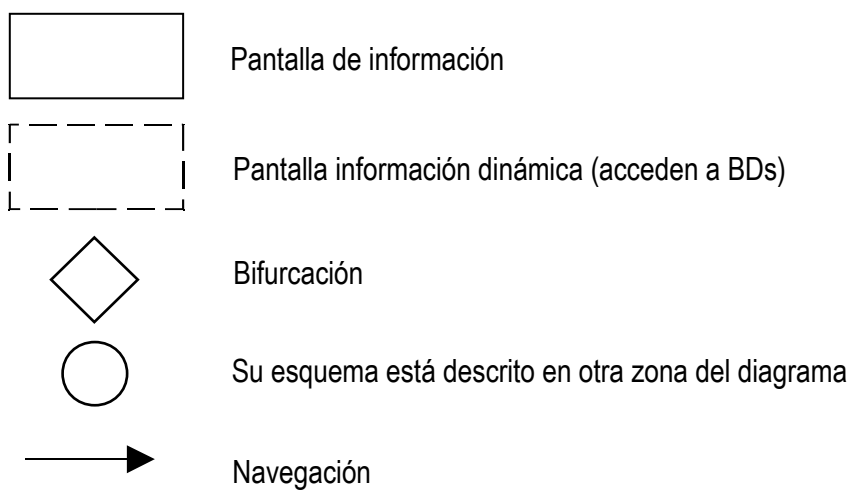 Pantalla de información
Pantalla información dinámica (acceden a BDs)
Bifurcación
Su esquema está descrito en otra zona del diagrama
Navegación